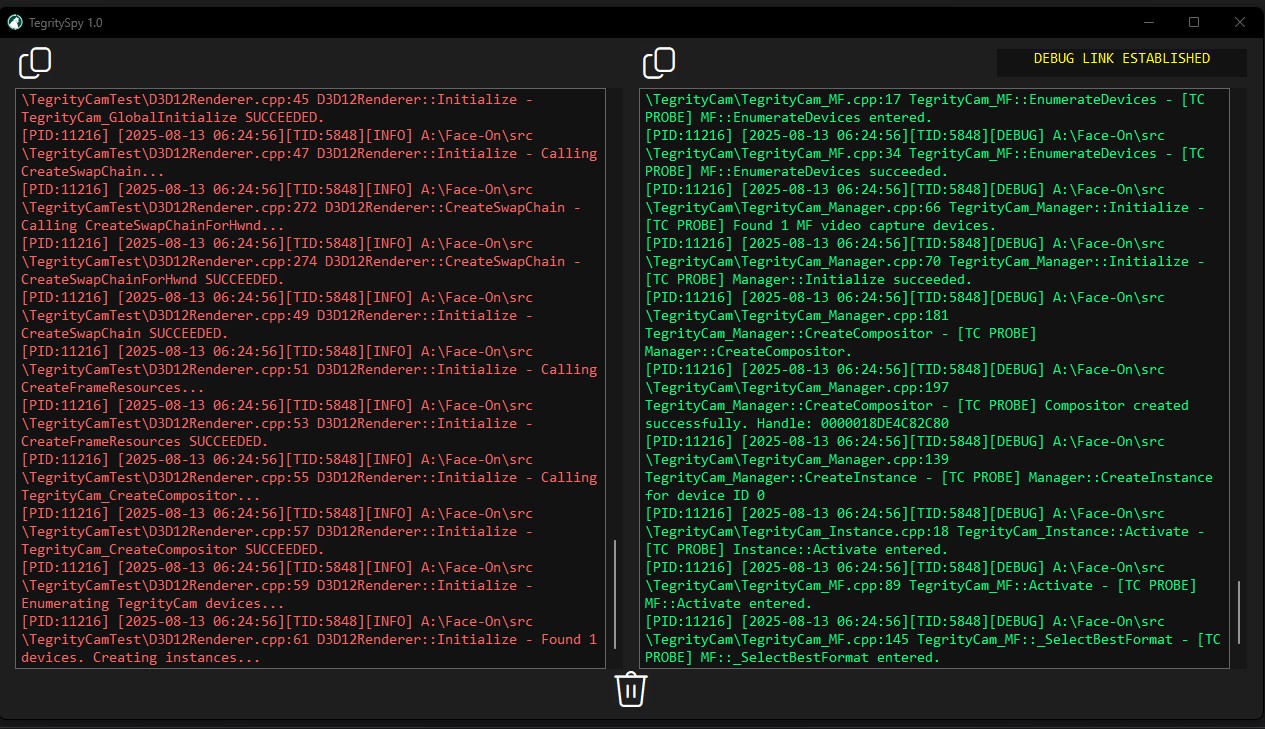 TegritySpy 1.0
DEBUG LINK ESTABLISHED
\TegrityCamTest\D3D12Renderer.cpp:45 D3D12Renderer::Initialize -
TegrityCam_GlobalInitialize SUCCEEDED.
[PID:11216] [2025-08-13 06:24:56][TID:5848][INFO] A:\Face-On\src
\TegrityCamTest\D3D12Renderer.cpp:47 D3D12Renderer::Initialize - Calling
CreateSwapChain...
[PID:11216] [2025-08-13 06:24:56][TID:5848][INFO] A:\Face-On\src
\TegrityCamTest\D3D12Renderer.cpp:272 D3D12Renderer::CreateSwapChain -
Calling CreateSwapChainForHwnd...
[PID:11216] [2025-08-13 06:24:56][TID:5848][INFO] A:\Face-On\src
\TegrityCamTest\D3D12Renderer.cpp:274 D3D12Renderer::CreateSwapChain -
CreateSwapChainForHwnd SUCCEEDED.
[PID:11216] [2025-08-13 06:24:56][TID:5848][INFO] A:\Face-On\src
\TegrityCamTest\D3D12Renderer.cpp:49 D3D12Renderer::Initialize -
CreateSwapChain SUCCEEDED.
[PID:11216] [2025-08-13 06:24:56][TID:5848][INFO] A:\Face-On\src
\TegrityCamTest\D3D12Renderer.cpp:51 D3D12Renderer::Initialize - Calling
CreateFrameResources...
[PID:11216] [2025-08-13 06:24:56][TID:5848][INFO] A:\Face-On\src
\TegrityCamTest\D3D12Renderer.cpp:53 D3D12Renderer::Initialize -
CreateFrameResources SUCCEEDED.
[PID:11216] [2025-08-13 06:24:56][TID:5848][INFO] A:\Face-On\src
\TegrityCamTest\D3D12Renderer.cpp:55 D3D12Renderer::Initialize - Calling
TegrityCam_CreateCompositor...
[PID:11216] [2025-08-13 06:24:56][TID:5848][INFO] A:\Face-On\src
\TegrityCamTest\D3D12Renderer.cpp:57 D3D12Renderer::Initialize -
TegrityCam_CreateCompositor SUCCEEDED.
[PID:11216] [2025-08-13 06:24:56][TID:5848][INFO] A:\Face-On\src
\TegrityCamTest\D3D12Renderer.cpp:59 D3D12Renderer::Initialize -
Enumerating TegrityCam devices...
[PID:11216] [2025-08-13 06:24:56][TID:5848][INFO] A:\Face-On\src
\TegrityCamTest\D3D12Renderer.cpp:61 D3D12Renderer::Initialize - Found 1
devices. Creating instances...
\TegrityCam\TegrityCam_MF.cpp:17 TegrityCam_MF::EnumerateDevices - [TC
PROBE] MF::EnumerateDevices entered.
[PID:11216] [2025-08-13 06:24:56][TID:5848][DEBUG] A:\Face-On\src
\TegrityCam\TegrityCam_MF.cpp:34 TegrityCam_MF::EnumerateDevices - [TC
PROBE] MF::EnumerateDevices succeeded.
[PID:11216] [2025-08-13 06:24:56][TID:5848][DEBUG] A:\Face-On\src
\TegrityCam\TegrityCam_Manager.cpp:66 TegrityCam_Manager::Initialize -
[TC PROBE] Found 1 MF video capture devices.
[PID:11216] [2025-08-13 06:24:56][TID:5848][DEBUG] A:\Face-On\src
\TegrityCam\TegrityCam_Manager.cpp:70 TegrityCam_Manager::Initialize -
[TC PROBE] Manager::Initialize succeeded.
[PID:11216] [2025-08-13 06:24:56][TID:5848][DEBUG] A:\Face-On\src
\TegrityCam\TegrityCam_Manager.cpp:181
TegrityCam_Manager::CreateCompositor - [TC PROBE]
Manager::CreateCompositor.
[PID:11216] [2025-08-13 06:24:56][TID:5848][DEBUG] A:\Face-On\src
\TegrityCam\TegrityCam_Manager.cpp:197
TegrityCam_Manager::CreateCompositor - [TC PROBE] Compositor created
successfully. Handle: 0000018DE4C82C80
[PID:11216] [2025-08-13 06:24:56][TID:5848][DEBUG] A:\Face-On\src
\TegrityCam\TegrityCam_Manager.cpp:139
TegrityCam_Manager::CreateInstance - [TC PROBE] Manager::CreateInstance
for device ID 0
[PID:11216] [2025-08-13 06:24:56][TID:5848][DEBUG] A:\Face-On\src
\TegrityCam\TegrityCam_Instance.cpp:18 TegrityCam_Instance::Activate -
[TC PROBE] Instance::Activate entered.
[PID:11216] [2025-08-13 06:24:56][TID:5848][DEBUG] A:\Face-On\src
\TegrityCam\TegrityCam_MF.cpp:89 TegrityCam_MF::Activate - [TC PROBE]
MF::Activate entered.
[PID:11216] [2025-08-13 06:24:56][TID:5848][DEBUG] A:\Face-On\src
\TegrityCam\TegrityCam_MF.cpp:145 TegrityCam_MF::_SelectBestFormat - [TC
PROBE] MF::_SelectBestFormat entered.